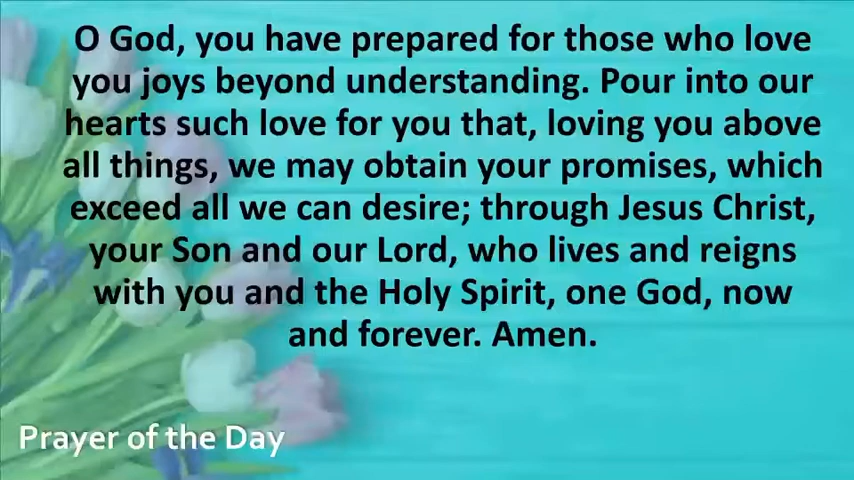 O God, you have prepared for those who love
you joys beyond understanding. Pour into our
hearts such love for you that, loving you above
all things, we may obtain your promises, which
exceed all we can desire; through Jesus Christ,
your Son and our Lord, who lives and reigns
with you and the Holy Spirit, one God, now
and forever. Amen.
Prayer of the Day